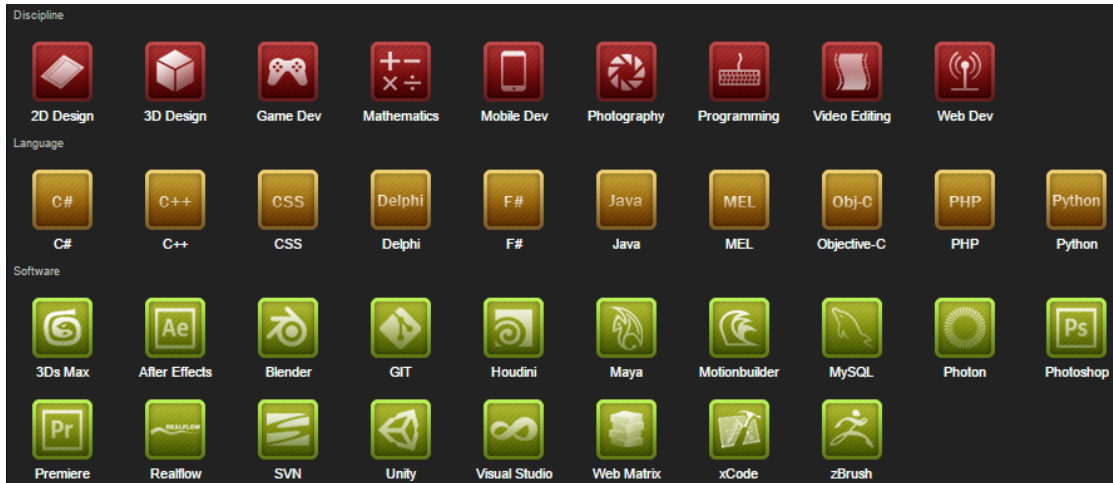 Discipline
2D Design 3D Design Game Dev Mathematics Mobile Dev Photography Programming Video Editing Web Dev
Language
C# C++ CSS Delphi F# Java MEL Obj-C PHP Python
C# C++ CSS Delphi F# Java MEL Objective-C PHP Python
Software
Ae Ps
3Ds Max After Effects Blender GIT Houdini Maya Motionbuilder MySQL Photon Photoshop
Pr REALFLOW
Premiere Realflow SVN Unity Visual Studio Web Matrix xCode zBrush